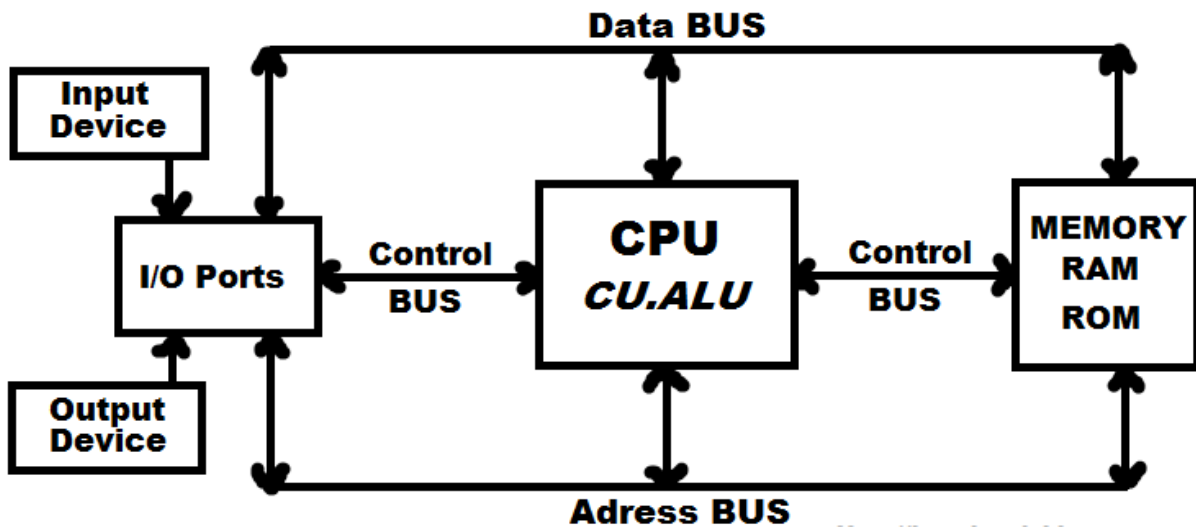 Data BUS
Input
Device
I/O Ports
Control
BUS
CPU
CU.ALU
Control
BUS
MEMORY
RAM
ROM
Output
Device
Adress BUS